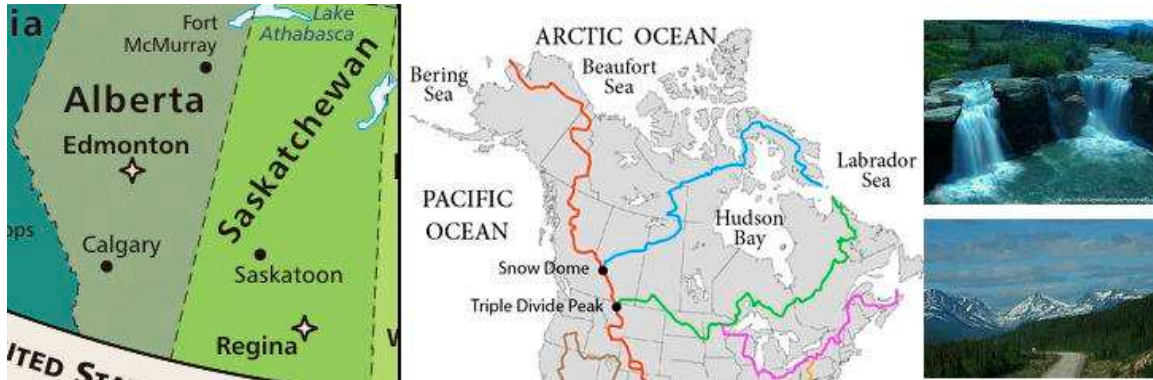 ia
Fort
McMurray
Lake
Athabasca
Alberta
Edmonton
Saskatchewan
ops
Calgary
Saskatoon
Regina
W
ITED STA
ARCTIC OCEAN
Bering
Sea
Beaufort
Sea
Labrador
Sea
PACIFIC
OCEAN
Hudson
Bay
Snow Dome
Triple Divide Peak